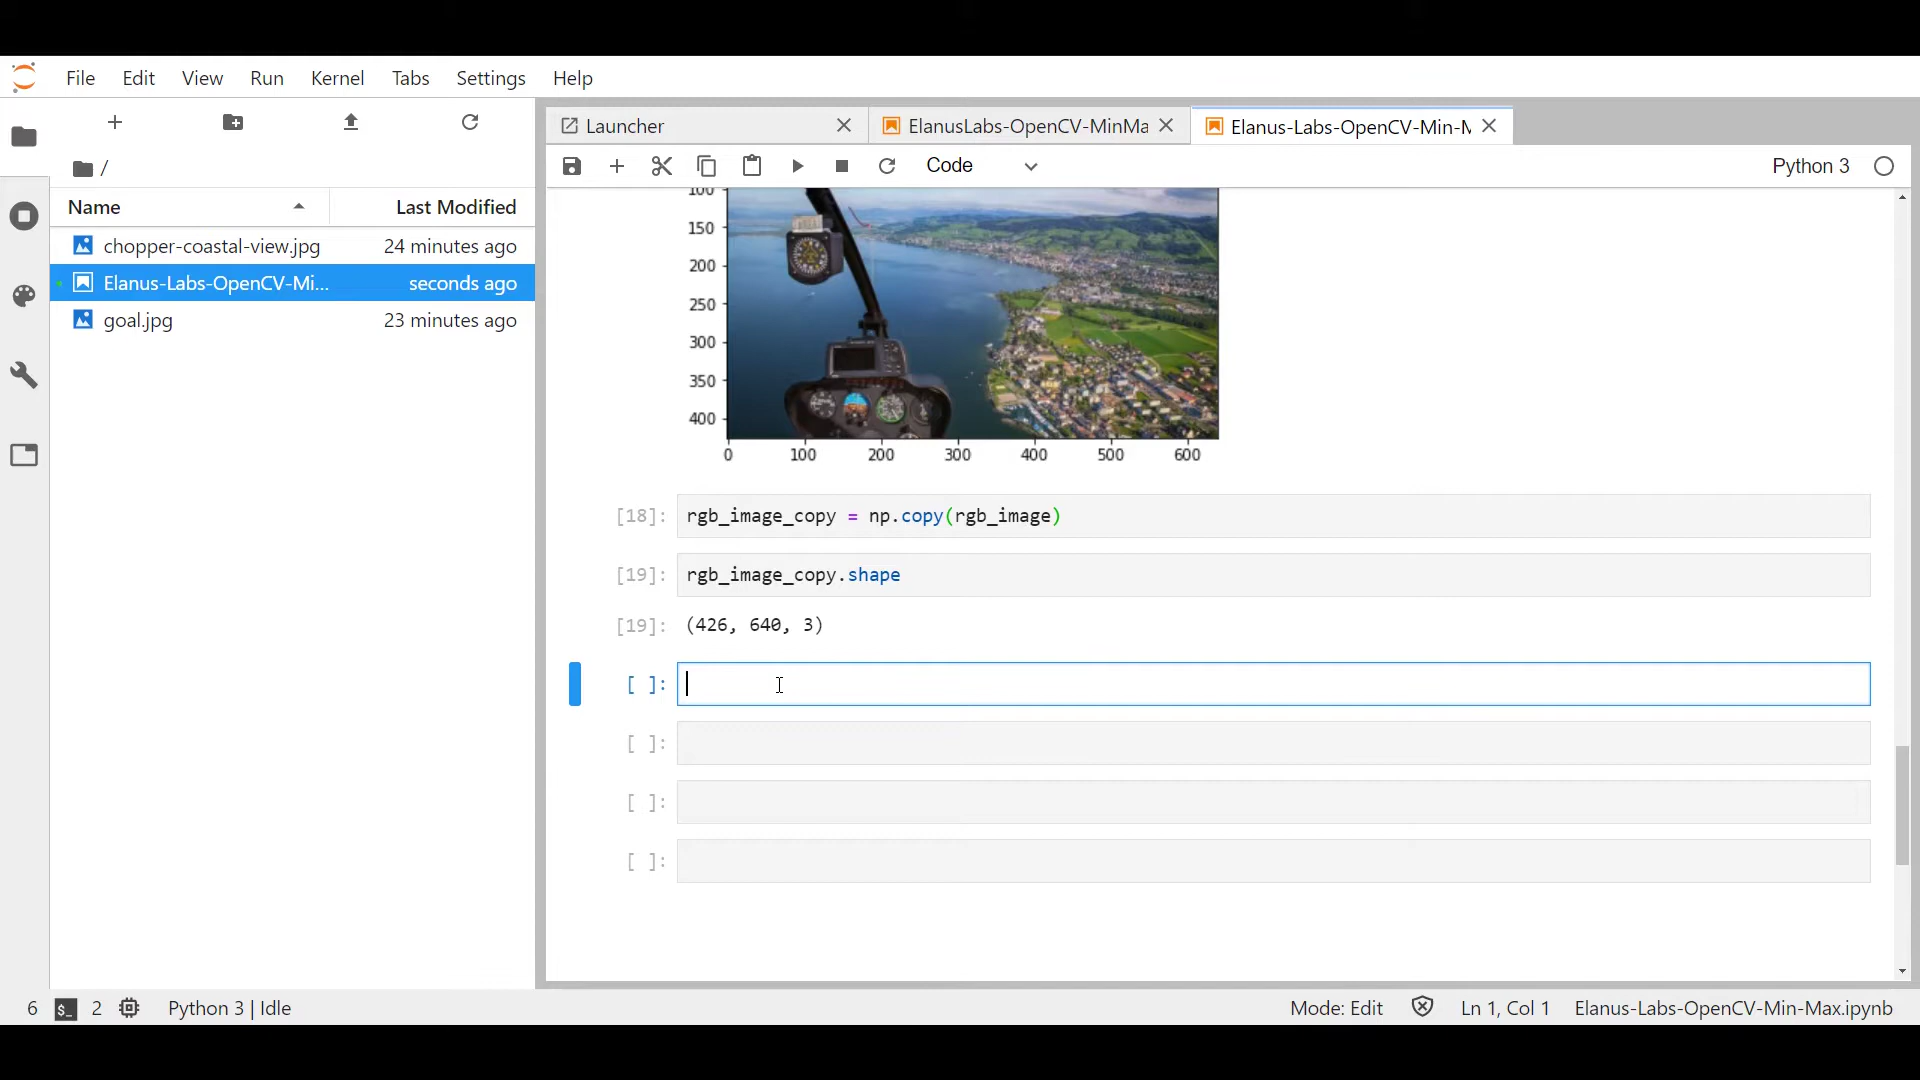 File Edit View Run Kernel Tabs Settings Help
Launcher ElanusLabs-OpenCV-MinMa Elanus-Labs-OpenCV-Min-M
/
Code Python 3
Name Last Modified
chopper-coastal-view.jpg 24 minutes ago
Elanus-Labs-OpenCV-Mi... seconds ago
goal.jpg 23 minutes ago
100
150
200
250
300
350
400
0 100 200 300 400 500 600
[18]: rgb_image_copy = np.copy(rgb_image)
[19]: rgb_image_copy.shape
[19]: (426, 640, 3)
[ ]:
[ ]:
[ ]:
[ ]:
6 $_ 2 Python 3 | Idle Mode: Edit Ln 1, Col 1 Elanus-Labs-OpenCV-Min-Max.ipynb